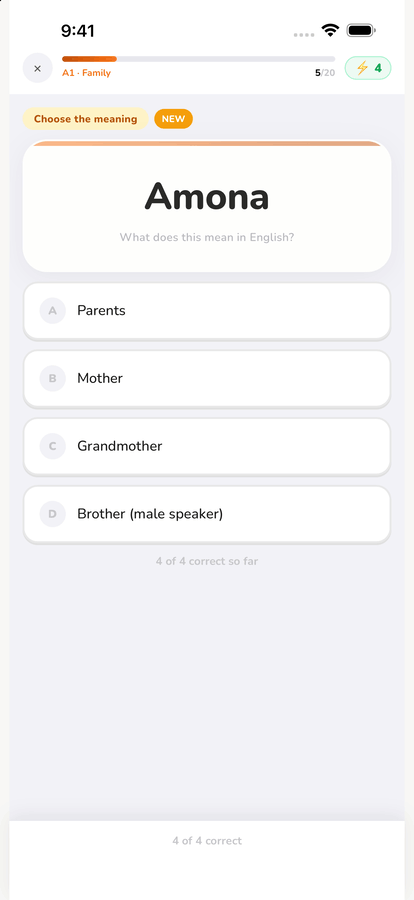 9:41
×
A1 · Family
5/20
⚡ 4
Choose the meaning
NEW
Amona
What does this mean in English?
A Parents
B Mother
C Grandmother
D Brother (male speaker)
4 of 4 correct so far
4 of 4 correct